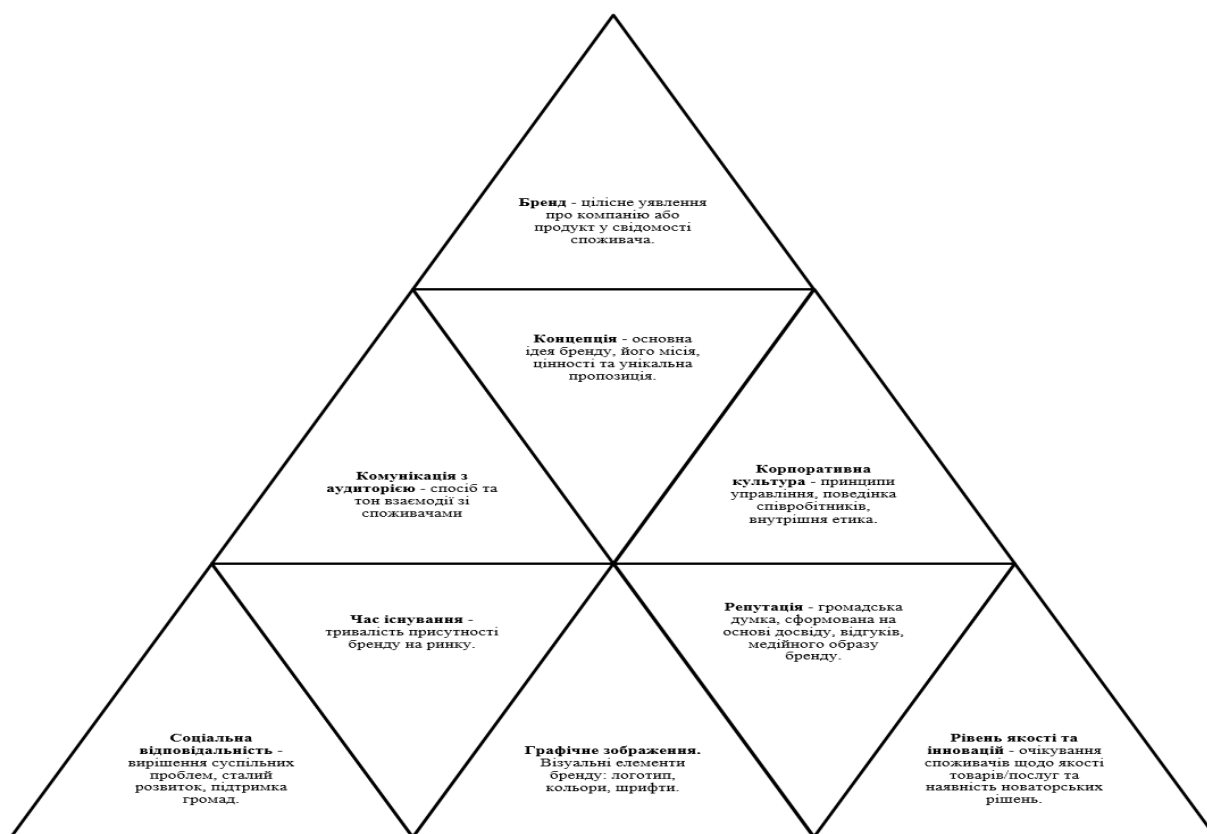 Бренд - цілісне уявлення
про компанію або
продукт у свідомості
споживача.
Концепція - основна
ідея бренду, його місія,
цінності та унікальна
пропозиція.
Комунікація з
аудиторією - спосіб та
тон взаємодії зі
споживачами
Корпоративна
культура - принципи
управління, поведінка
співробітників,
внутрішня етика.
Час існування -
тривалість присутності
бренду на ринку.
Репутація - громадська
думка, сформована на
основі досвіду, відгуків,
медійного образу
бренду.
Соціальна
відповідальність -
вирішення суспільних
проблем, сталий
розвиток, підтримка
громад.
Графічне зображення.
Візуальні елементи
бренду: логотип,
кольори, шрифти.
Рівень якості та
інновацій - очікування
споживачів щодо якості
товарів/послуг та
наявність новаторських
рішень.